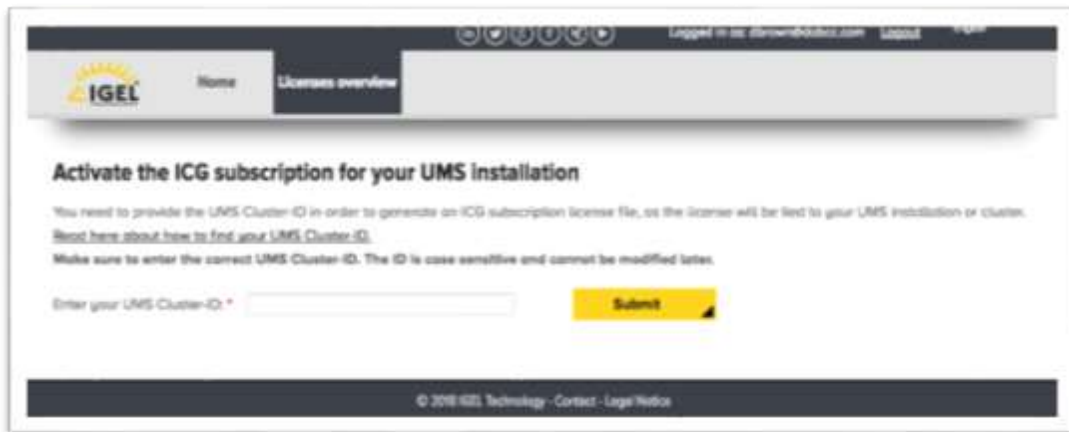 Logged in as: dbrown@dobcc.com Logout
IGEL
Home Licenses overview
Activate the ICG subscription for your UMS installation
You need to provide the UMS Cluster-ID in order to generate an ICG subscription license file, as the license will be tied to your UMS installation or cluster.
Read here about how to find your UMS Cluster-ID.
Make sure to enter the correct UMS Cluster-ID. The ID is case sensitive and cannot be modified later.
Enter your UMS Cluster-ID: * Submit
© 2018 IGEL Technology - Contact - Legal Notice